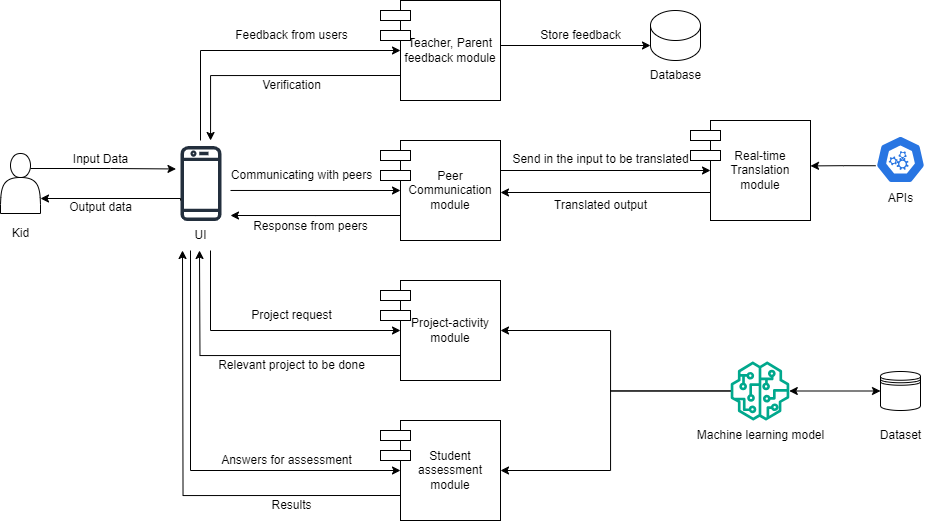 Feedback from users
Teacher, Parent
feedback module
Store feedback
Database
Verification
Input Data
Output data
Kid
UI
Communicating with peers
Response from peers
Peer
Communication
module
Send in the input to be translated
Translated output
Real-time
Translation
module
APIs
Project request
Relevant project to be done
Project-activity
module
Machine learning model
Dataset
Answers for assessment
Results
Student
assessment
module